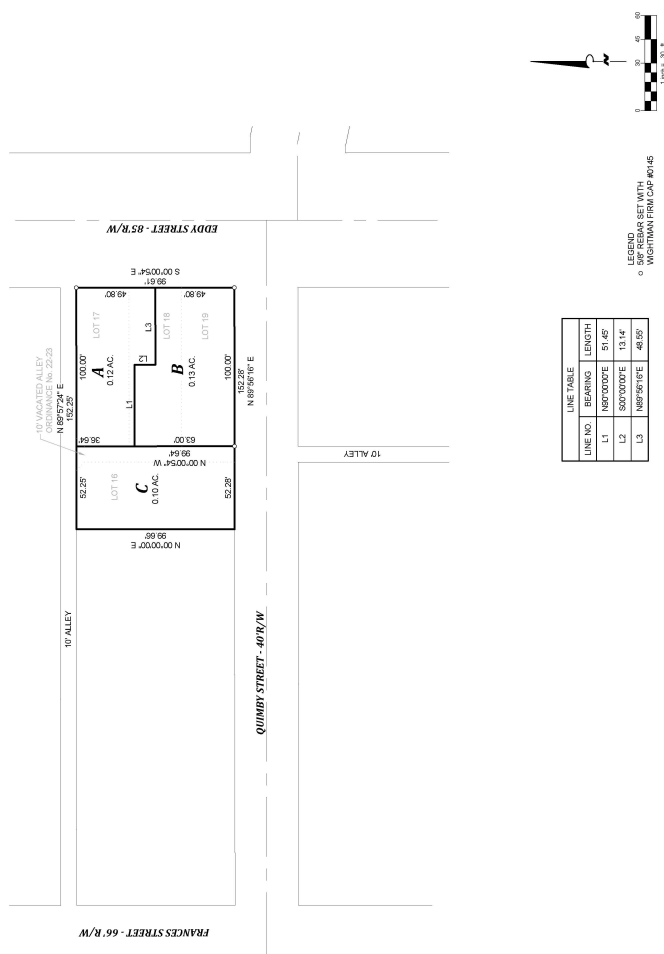 0
30
45
60
LEGEND
o 5/8" REBAR SET WITH
WIGHTMAN FIRM CAP #0145
EDDY STREET - 85'R/W
10' VACATED ALLEY
ORDINANCE No. 22-23
N 89°57'24" E
152.25'
10' ALLEY
52.25'
100.00'
LOT 16
C
0.10 AC.
N 00°00'00" E
99.66'
52.28'
36.64'
63.00'
99.64'
N 00°00'54" W
LOT 17
A
0.12 AC.
49.80'
S 00°00'54" E
99.61'
L1
L2
L3
LOT 18
B
0.13 AC.
LOT 19
49.80'
100.00'
152.28'
N 89°56'16" E
10' ALLEY
QUIMBY STREET - 40'R/W
FRANCES STREET - 66' R/W
LINE TABLE
LINE NO. BEARING LENGTH
L1 N90°00'00"E 51.45'
L2 S00°00'00"E 13.14'
L3 N89°56'16"E 48.55'